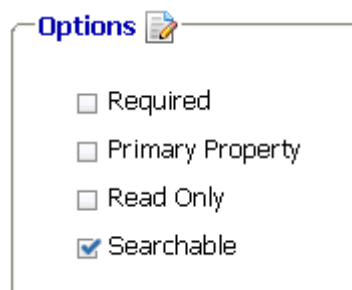 Options
Required
Primary Property
Read Only
Searchable